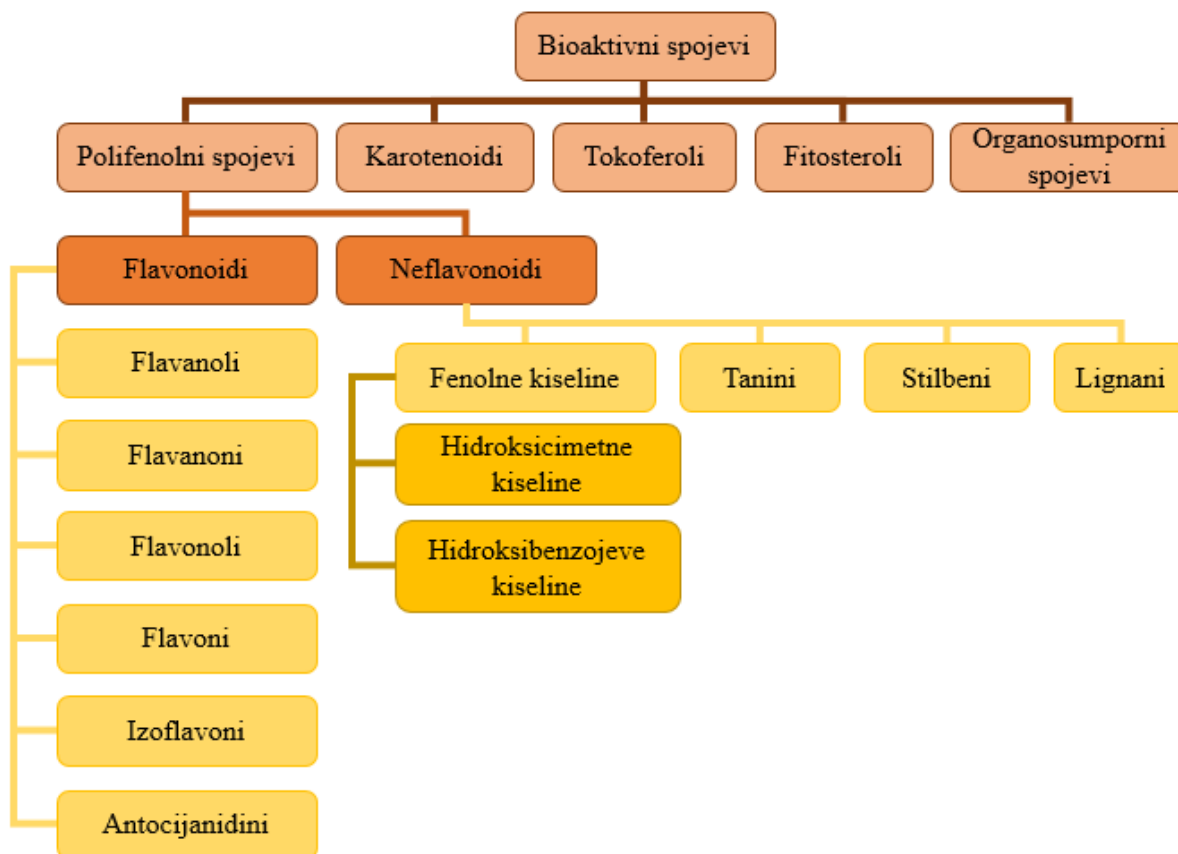 Bioaktivni spojevi
Polifenolni spojevi
Karotenoidi
Tokoferoli
Fitosteroli
Organosumporni
spojevi
Flavonoidi
Neflavonoidi
Flavanoli
Flavanoni
Flavonoli
Flavoni
Izoflavoni
Antocijanidini
Fenolne kiseline
Tanini
Stilbeni
Lignani
Hidroksicimetne
kiseline
Hidroksibenzojeve
kiseline